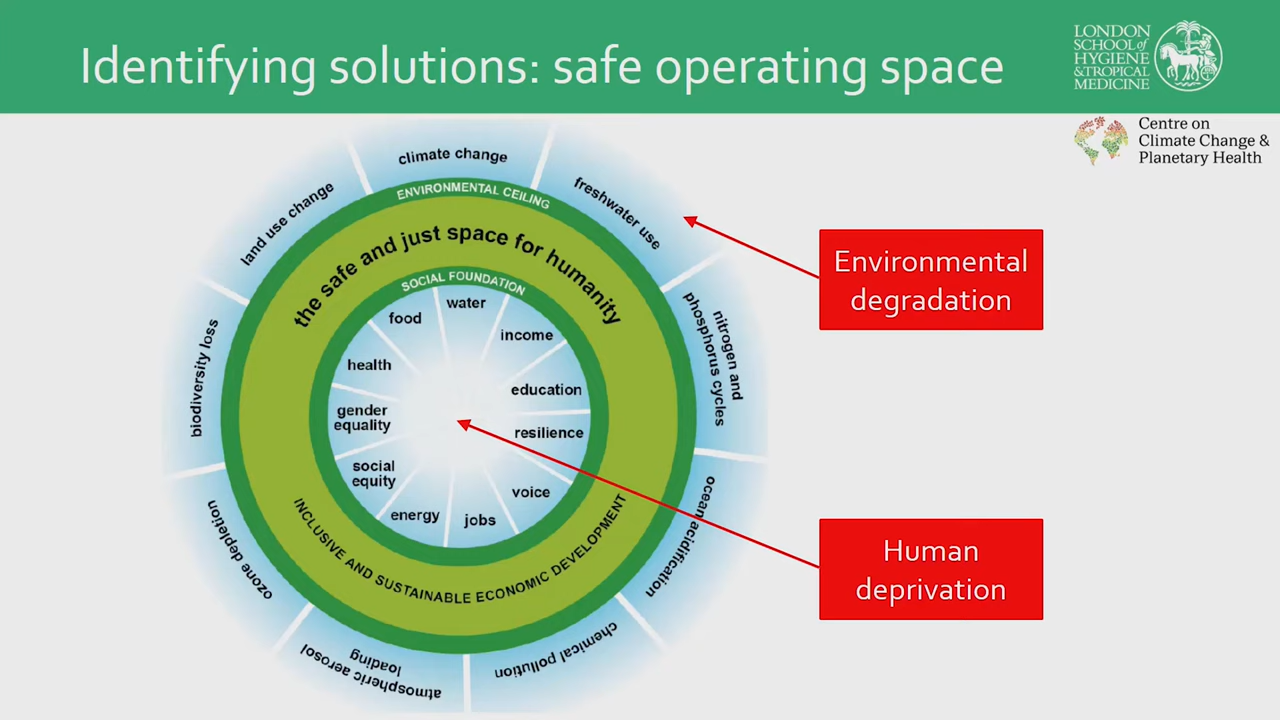 Identifying solutions: safe operating space
LONDON
SCHOOL of
HYGIENE
& TROPICAL
MEDICINE
Centre on
Climate Change &
Planetary Health
climate change
freshwater use
nitrogen and
phosphorus cycles
ocean acidification
chemical pollution
atmospheric aerosol
loading
ozone depletion
biodiversity loss
land use change
ENVIRONMENTAL CEILING
the safe and just space for humanity
SOCIAL FOUNDATION
water
income
education
resilience
voice
jobs
energy
social
equity
gender
equality
health
food
INCLUSIVE AND SUSTAINABLE ECONOMIC DEVELOPMENT
Environmental
degradation
Human
deprivation